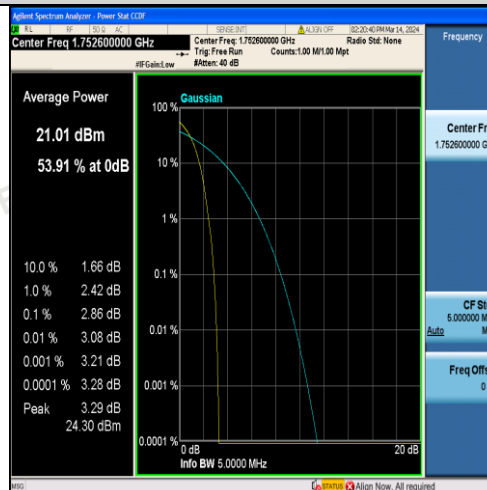 Agilent Spectrum Analyzer - Power Stat CCDF
RL RF 50 Ω AC SENSE:INT ALIGN OFF 02:20:40 PM Mar 14, 2024
Center Freq 1.752600000 GHz Center Freq: 1.752600000 GHz Radio Std: None
Trig: Free Run Counts:1.00 M/1.00 Mpt
#IFGain:Low #Atten: 40 dB
Frequency
Average Power
21.01 dBm
53.91 % at 0dB
10.0 % 1.66 dB
1.0 % 2.42 dB
0.1 % 2.86 dB
0.01 % 3.08 dB
0.001 % 3.21 dB
0.0001 % 3.28 dB
Peak 3.29 dB
24.30 dBm
Gaussian
100 %
10 %
1 %
0.1 %
0.01 %
0.001 %
0.0001 %
0 dB 20 dB
Info BW 5.0000 MHz
Center Fr
1.752600000 G
CF St
5.000000 M
Auto M
Freq Offs
0
MSG STATUS Align Now, All required